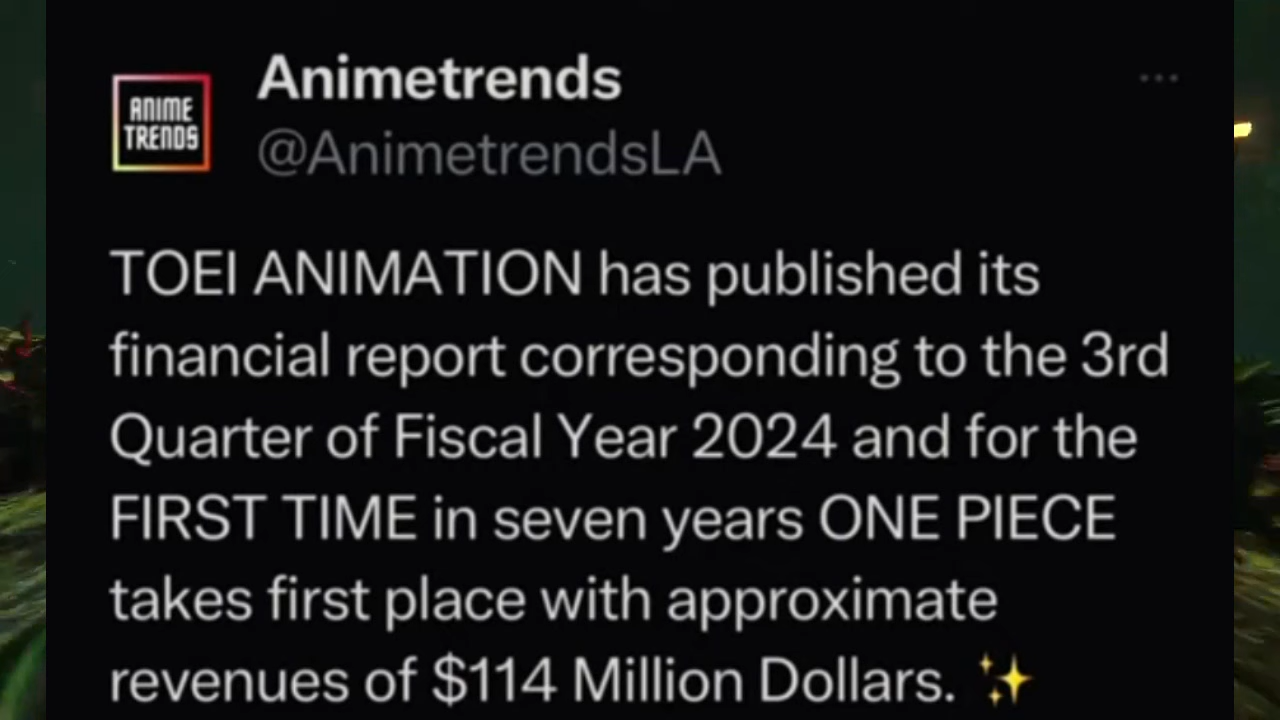 Animetrends
ANIME
TRENDS
@AnimetrendsLA
TOEI ANIMATION has published its
financial report corresponding to the 3rd
Quarter of Fiscal Year 2024 and for the
FIRST TIME in seven years ONE PIECE
takes first place with approximate
revenues of $114 Million Dollars. ✨